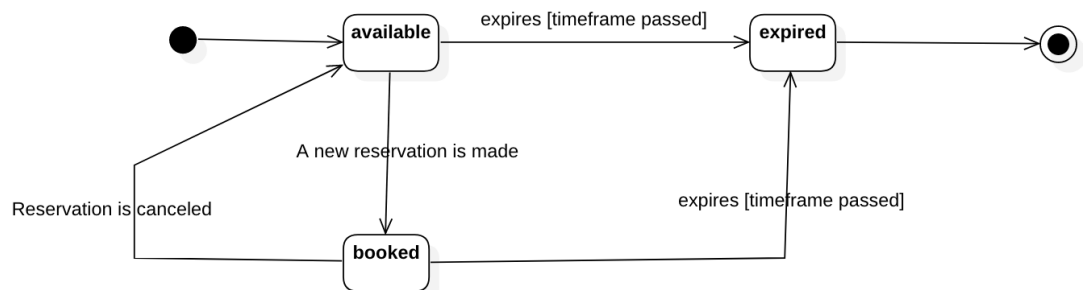 available
expires [timeframe passed]
expired
A new reservation is made
expires [timeframe passed]
Reservation is canceled
booked